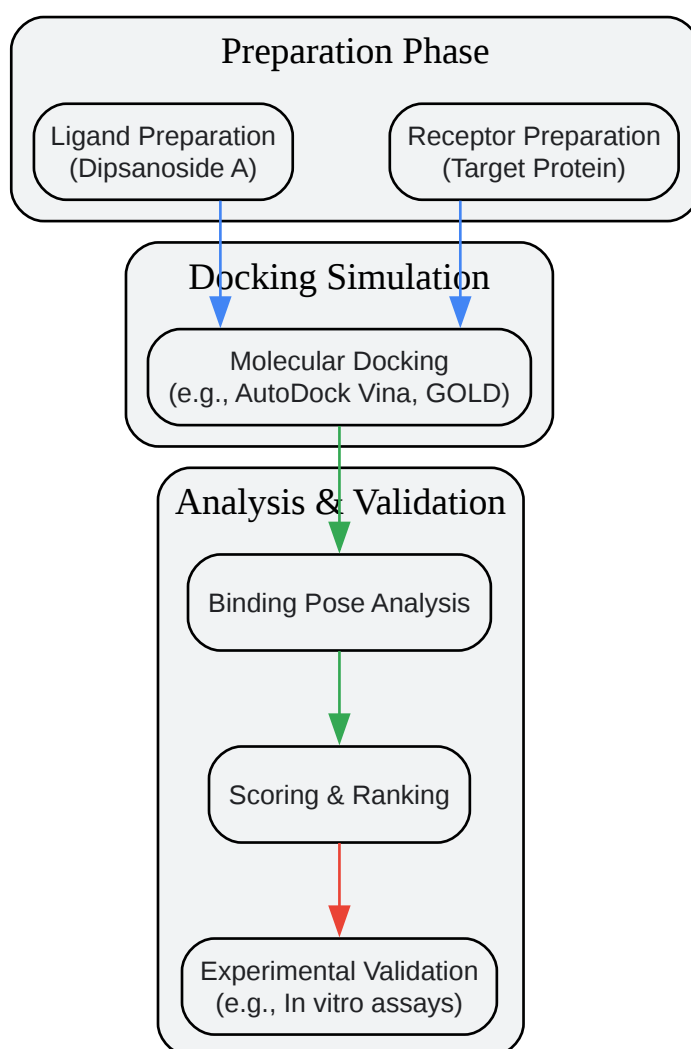 Preparation Phase
Ligand Preparation
(Dipsanoside A)
Receptor Preparation
(Target Protein)
Docking Simulation
Molecular Docking
(e.g., AutoDock Vina, GOLD)
Analysis & Validation
Binding Pose Analysis
Scoring & Ranking
Experimental Validation
(e.g., In vitro assays)